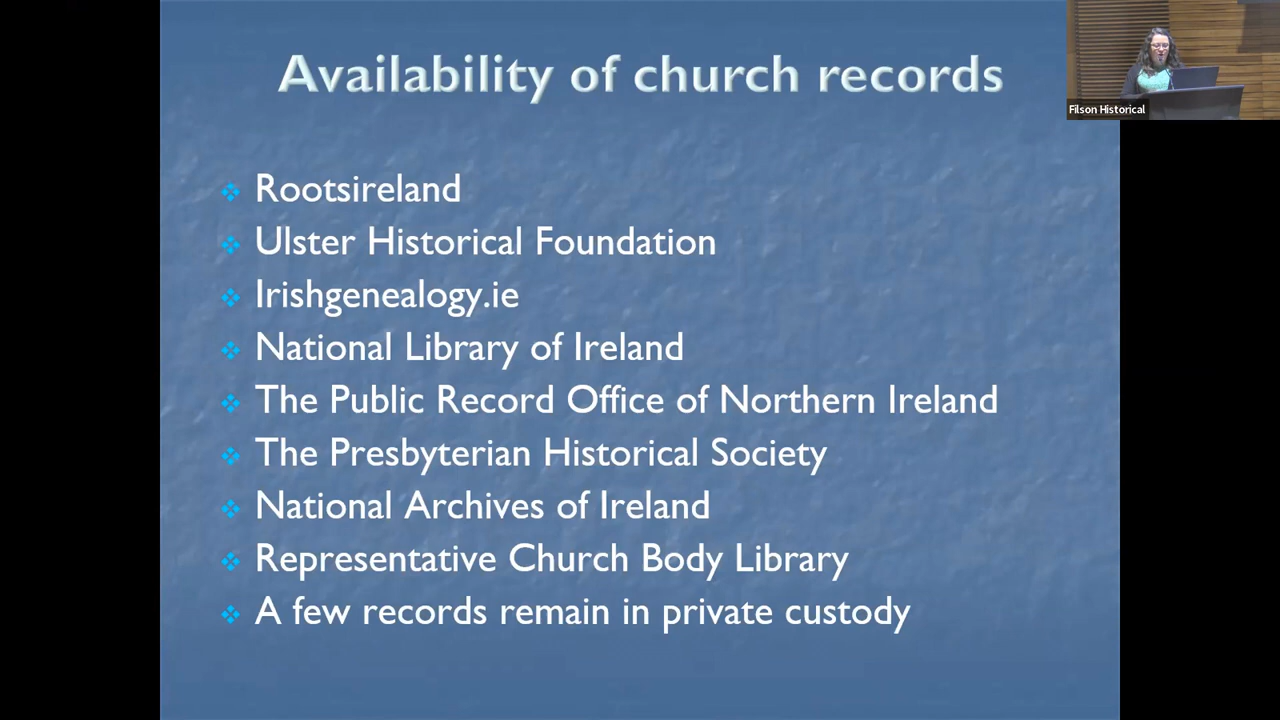 Availability of church records
Filson Historical
Rootsireland
Ulster Historical Foundation
Irishgenealogy.ie
National Library of Ireland
The Public Record Office of Northern Ireland
The Presbyterian Historical Society
National Archives of Ireland
Representative Church Body Library
A few records remain in private custody